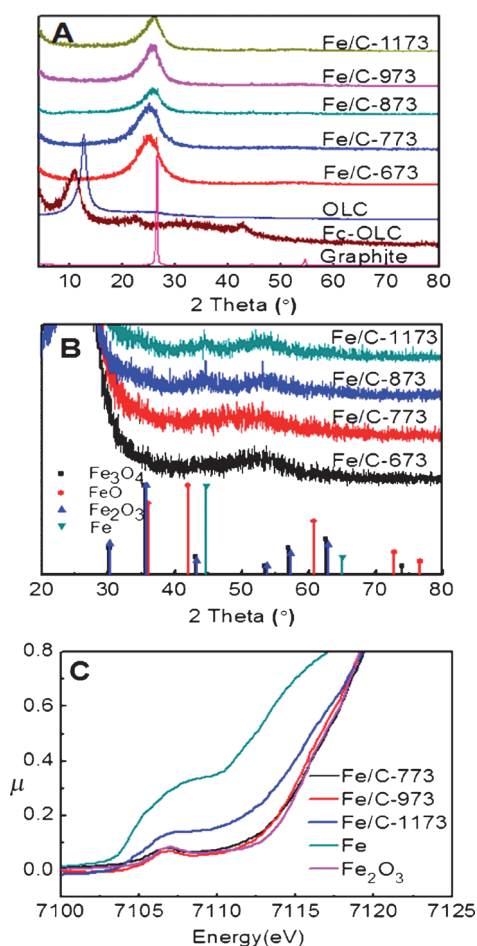 A
Fe/C-1173
Fe/C-973
Fe/C-873
Fe/C-773
Fe/C-673
OLC
Fc-OLC
Graphite
10 20 30 40 50 60 70 80
2 Theta (°)
B
Fe/C-1173
Fe/C-873
Fe/C-773
Fe/C-673
Fe3O4
FeO
Fe2O3
Fe
20 30 40 50 60 70 80
2 Theta (°)
C
0.8
0.6
0.4
0.2
0.0
μ
Fe/C-773
Fe/C-973
Fe/C-1173
Fe
Fe2O3
7100 7105 7110 7115 7120 7125
Energy(eV)